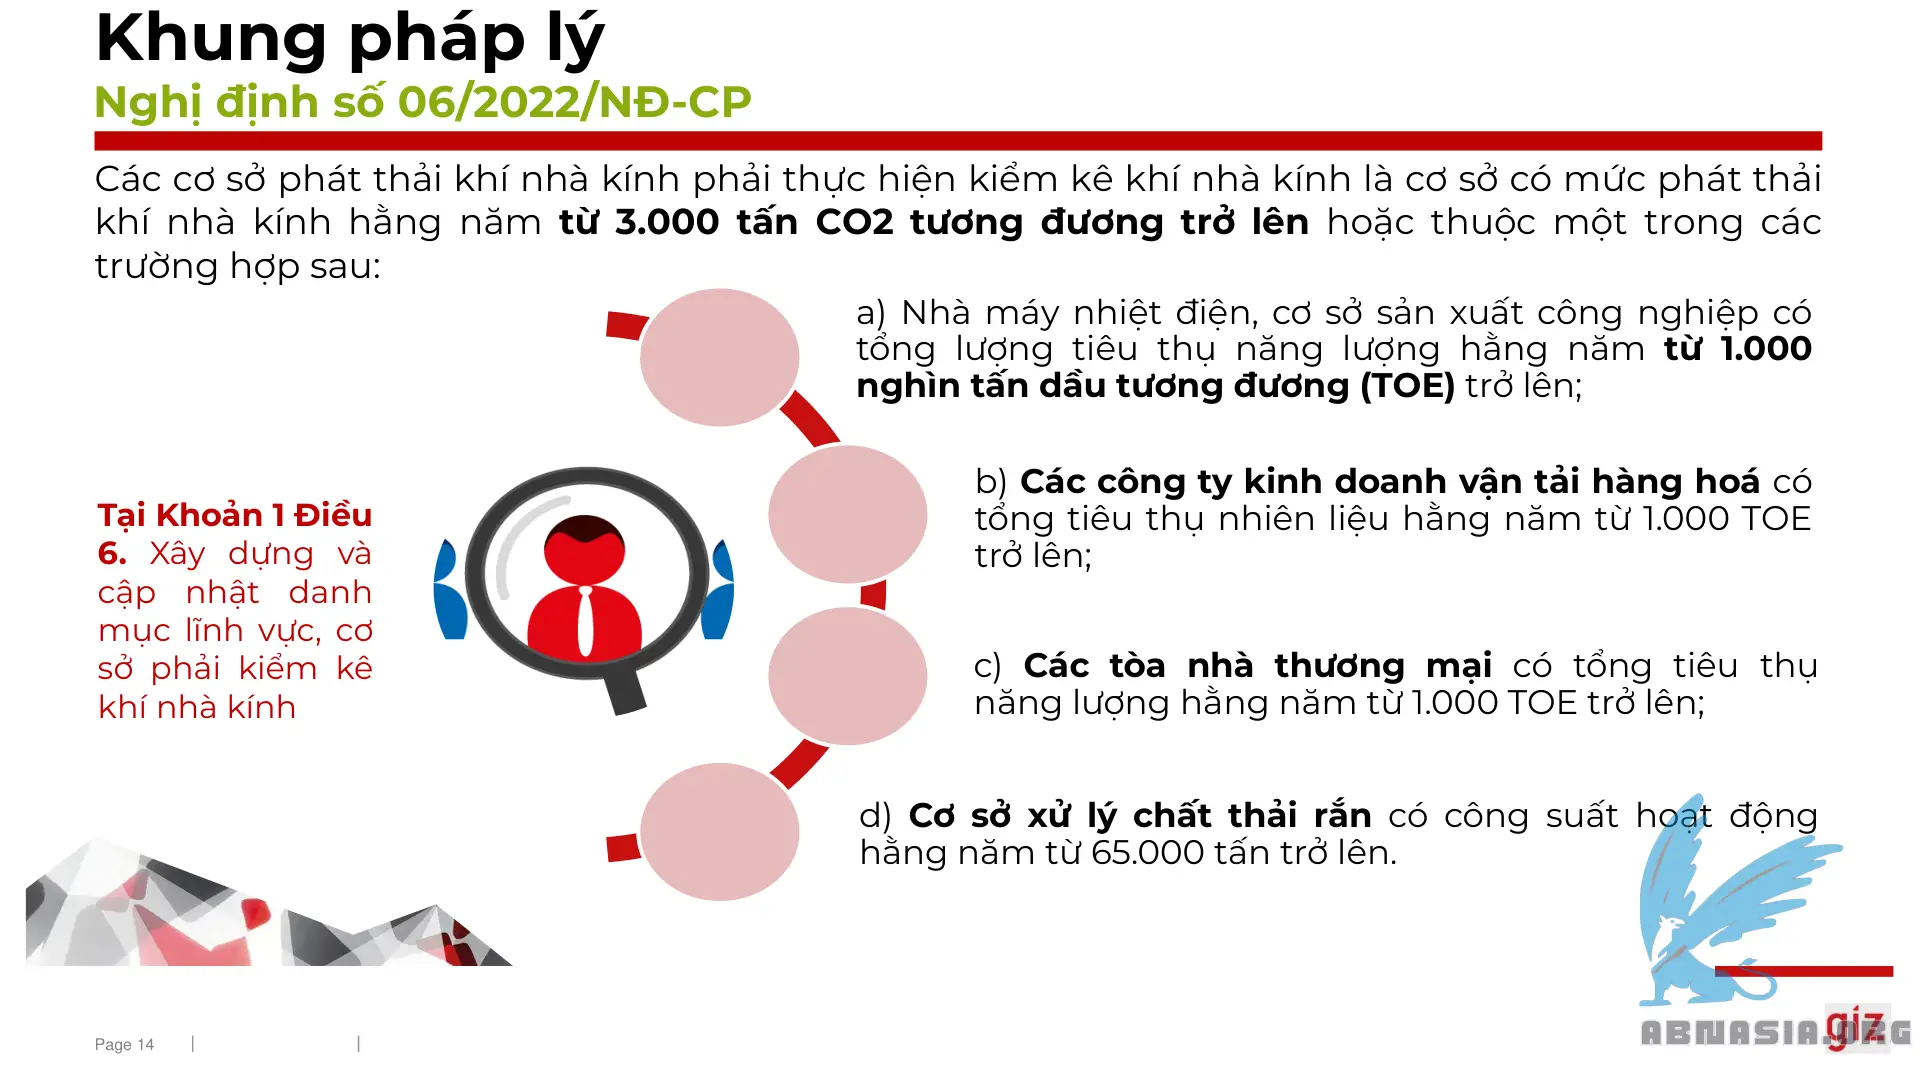 Khung pháp lý
Nghị định số 06/2022/NĐ-CP
Các cơ sở phát thải khí nhà kính phải thực hiện kiểm kê khí nhà kính là cơ sở có mức phát thải
khí nhà kính hằng năm từ 3.000 tấn CO2 tương đương trở lên hoặc thuộc một trong các
trường hợp sau:
a) Nhà máy nhiệt điện, cơ sở sản xuất công nghiệp có
tổng lượng tiêu thụ năng lượng hằng năm từ 1.000
nghìn tấn dầu tương đương (TOE) trở lên;
b) Các công ty kinh doanh vận tải hàng hoá có
tổng tiêu thụ nhiên liệu hằng năm từ 1.000 TOE
trở lên;
Tại Khoản 1 Điều
6. Xây dựng và
cập nhật danh
mục lĩnh vực, cơ
sở phải kiểm kê
khí nhà kính
c) Các tòa nhà thương mại có tổng tiêu thụ
năng lượng hằng năm từ 1.000 TOE trở lên;
d) Cơ sở xử lý chất thải rắn có công suất hoạt động
hằng năm từ 65.000 tấn trở lên.
Page 14
giz
ABNASIA.ORG